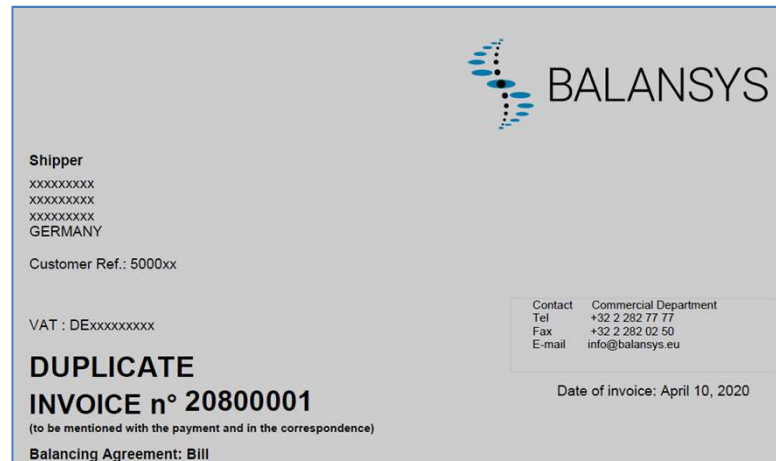 BALANSYS
Shipper
xxxxxxxxx
xxxxxxxxx
xxxxxxxxx
GERMANY
Customer Ref.: 5000xx
VAT : DExxxxxxxxx
Contact Commercial Department
Tel +32 2 282 77 77
Fax +32 2 282 02 50
E-mail info@balansys.eu
DUPLICATE
INVOICE n° 20800001
(to be mentioned with the payment and in the correspondence)
Date of invoice: April 10, 2020
Balancing Agreement: Bill